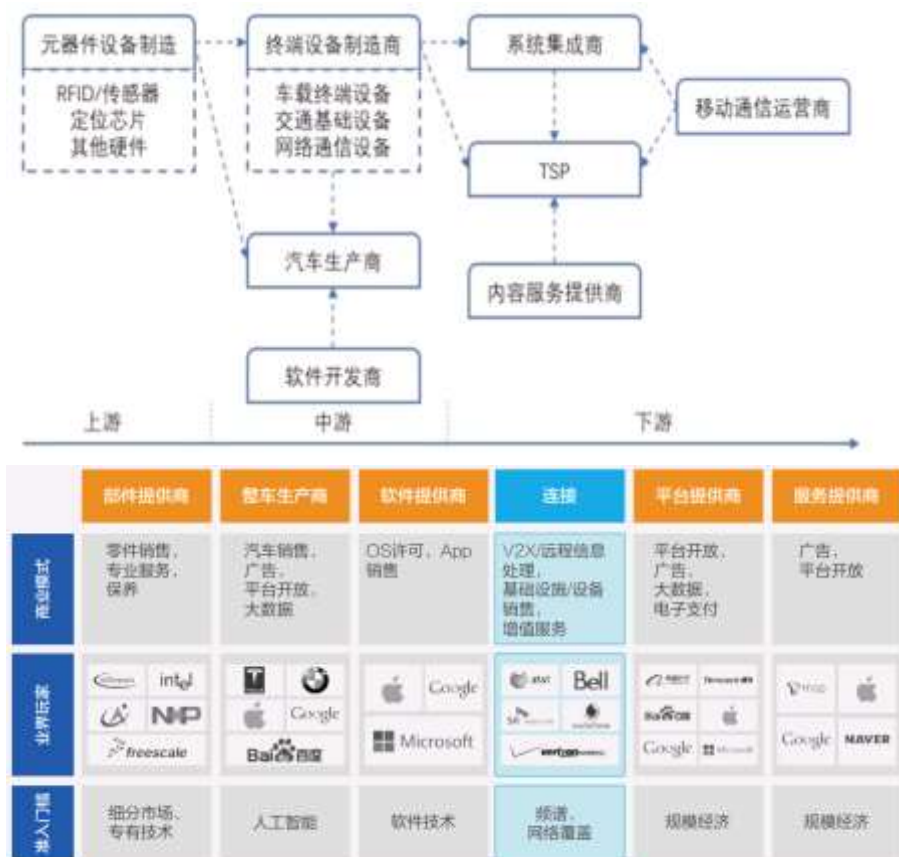 元器件设备制造
终端设备制造商
系统集成商
RFID/传感器
定位芯片
其他硬件
车载终端设备
交通基础设备
网络通信设备
移动通信运营商
TSP
汽车生产商
内容服务提供商
软件开发商
上游
中游
下游
部件提供商
整车生产商
软件提供商
连接
平台提供商
服务提供商
商业模式
零件销售、
专业服务、
保养
汽车销售、
广告、
平台开放、
大数据
OS许可、App
销售
V2X/远程信息
处理,
基础设施/设备
销售,
增值服务
平台开放、
广告、
大数据、
电子支付
广告、
平台开放
业界玩家
intel
NXP
freescale
Google
Bai百度
Google
Microsoft
at&t
Bell
verizon
Bai百度
Google
Microsoft
Google
NAVER
准入门槛
细分市场、
专有技术
人工智能
软件技术
频谱、
网络覆盖
规模经济
规模经济